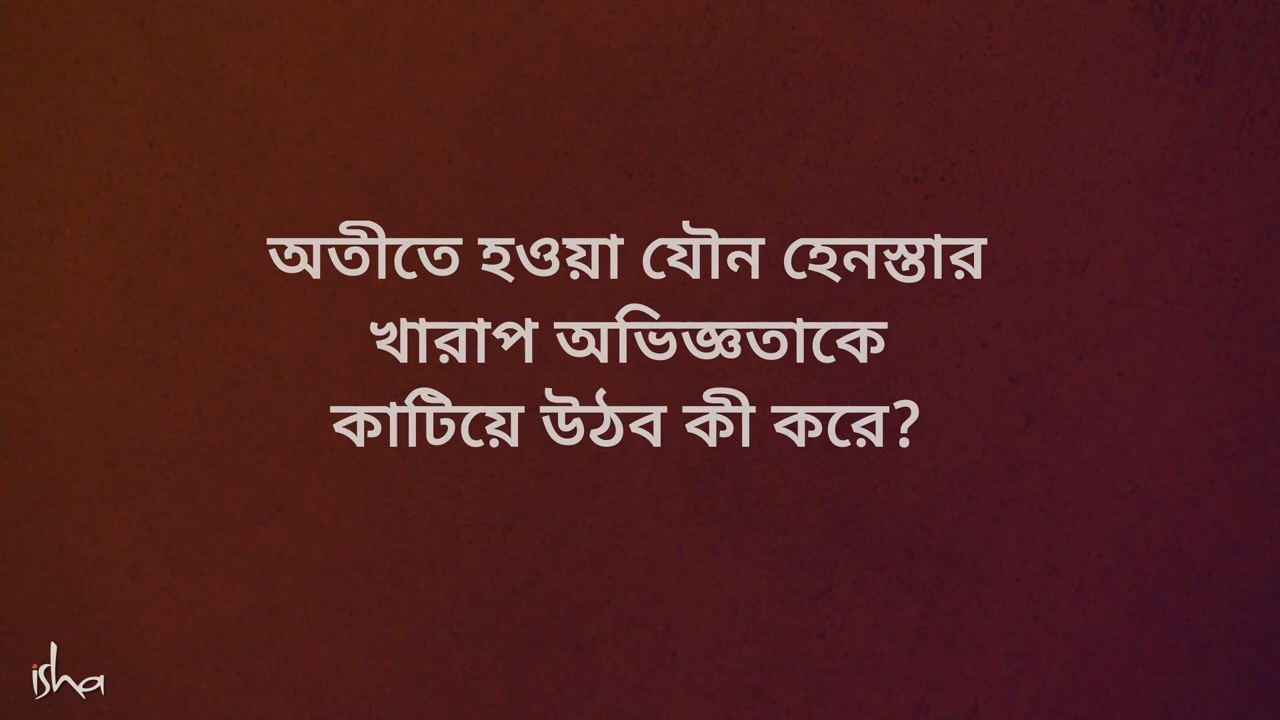 অতীতে হওয়া যৌন হেনস্তার
খারাপ অভিজ্ঞতাকে
কাটিয়ে উঠব কী করে?
isha